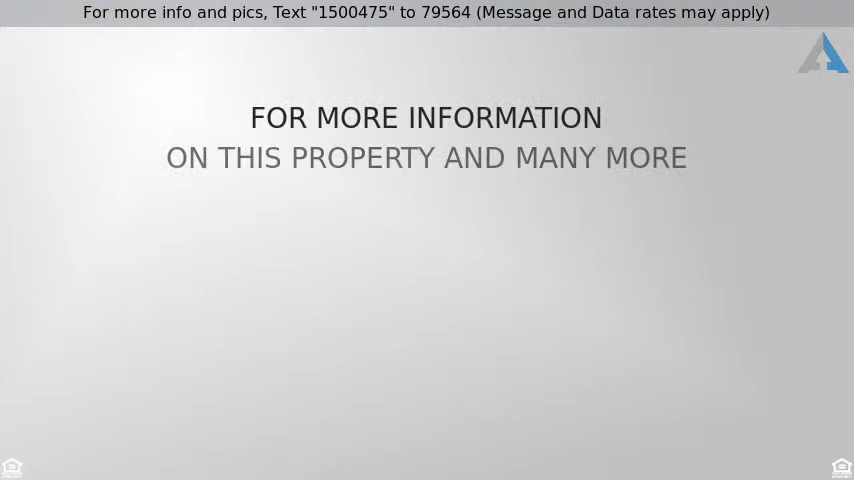 For more info and pics, Text "1500475" to 79564 (Message and Data rates may apply)
FOR MORE INFORMATION
ON THIS PROPERTY AND MANY MORE